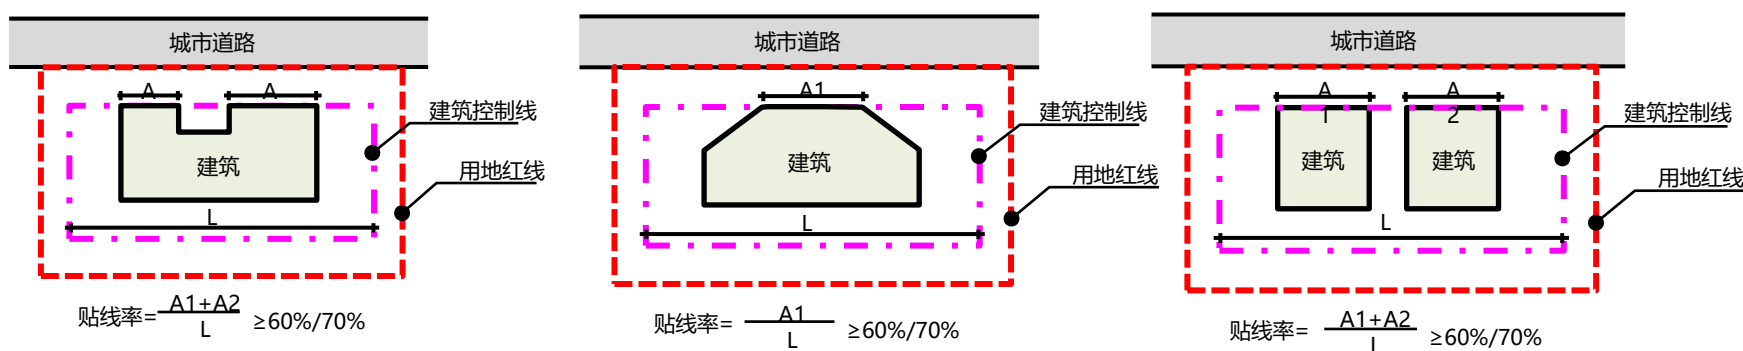 城市道路
A A
建筑控制线
建筑
用地红线
L
贴线率= A1+A2
L
≥60%/70%
城市道路
A1
建筑控制线
建筑
用地红线
L
贴线率= A1
L
≥60%/70%
城市道路
A A
1 2
建筑控制线
建筑 建筑
用地红线
L
贴线率= A1+A2
L
≥60%/70%